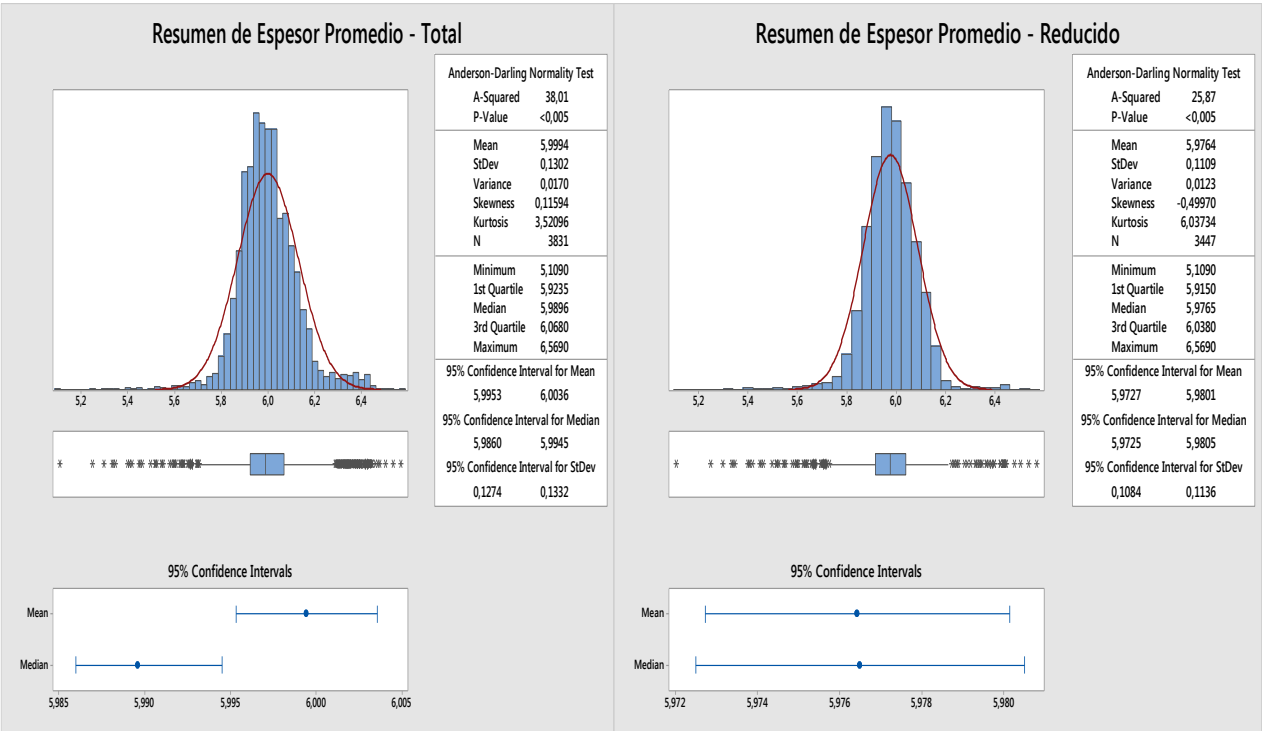 Resumen de Espesor Promedio - Total
Anderson-Darling Normality Test
A-Squared 38,01
P-Value <0,005
Mean 5,9994
StDev 0,1302
Variance 0,0170
Skewness 0,11594
Kurtosis 3,52096
N 3831
Minimum 5,1090
1st Quartile 5,9235
Median 5,9896
3rd Quartile 6,0680
Maximum 6,5690
95% Confidence Interval for Mean
5,9953 6,0036
95% Confidence Interval for Median
5,9860 5,9945
95% Confidence Interval for StDev
0,1274 0,1332
5,2 5,4 5,6 5,8 6,0 6,2 6,4
95% Confidence Intervals
Mean
Median
5,985 5,990 5,995 6,000 6,005
Resumen de Espesor Promedio - Reducido
Anderson-Darling Normality Test
A-Squared 25,87
P-Value <0,005
Mean 5,9764
StDev 0,1109
Variance 0,0123
Skewness -0,49970
Kurtosis 6,03734
N 3447
Minimum 5,1090
1st Quartile 5,9150
Median 5,9765
3rd Quartile 6,0380
Maximum 6,5690
95% Confidence Interval for Mean
5,9727 5,9801
95% Confidence Interval for Median
5,9725 5,9805
95% Confidence Interval for StDev
0,1084 0,1136
5,2 5,4 5,6 5,8 6,0 6,2 6,4
95% Confidence Intervals
Mean
Median
5,972 5,974 5,976 5,978 5,980